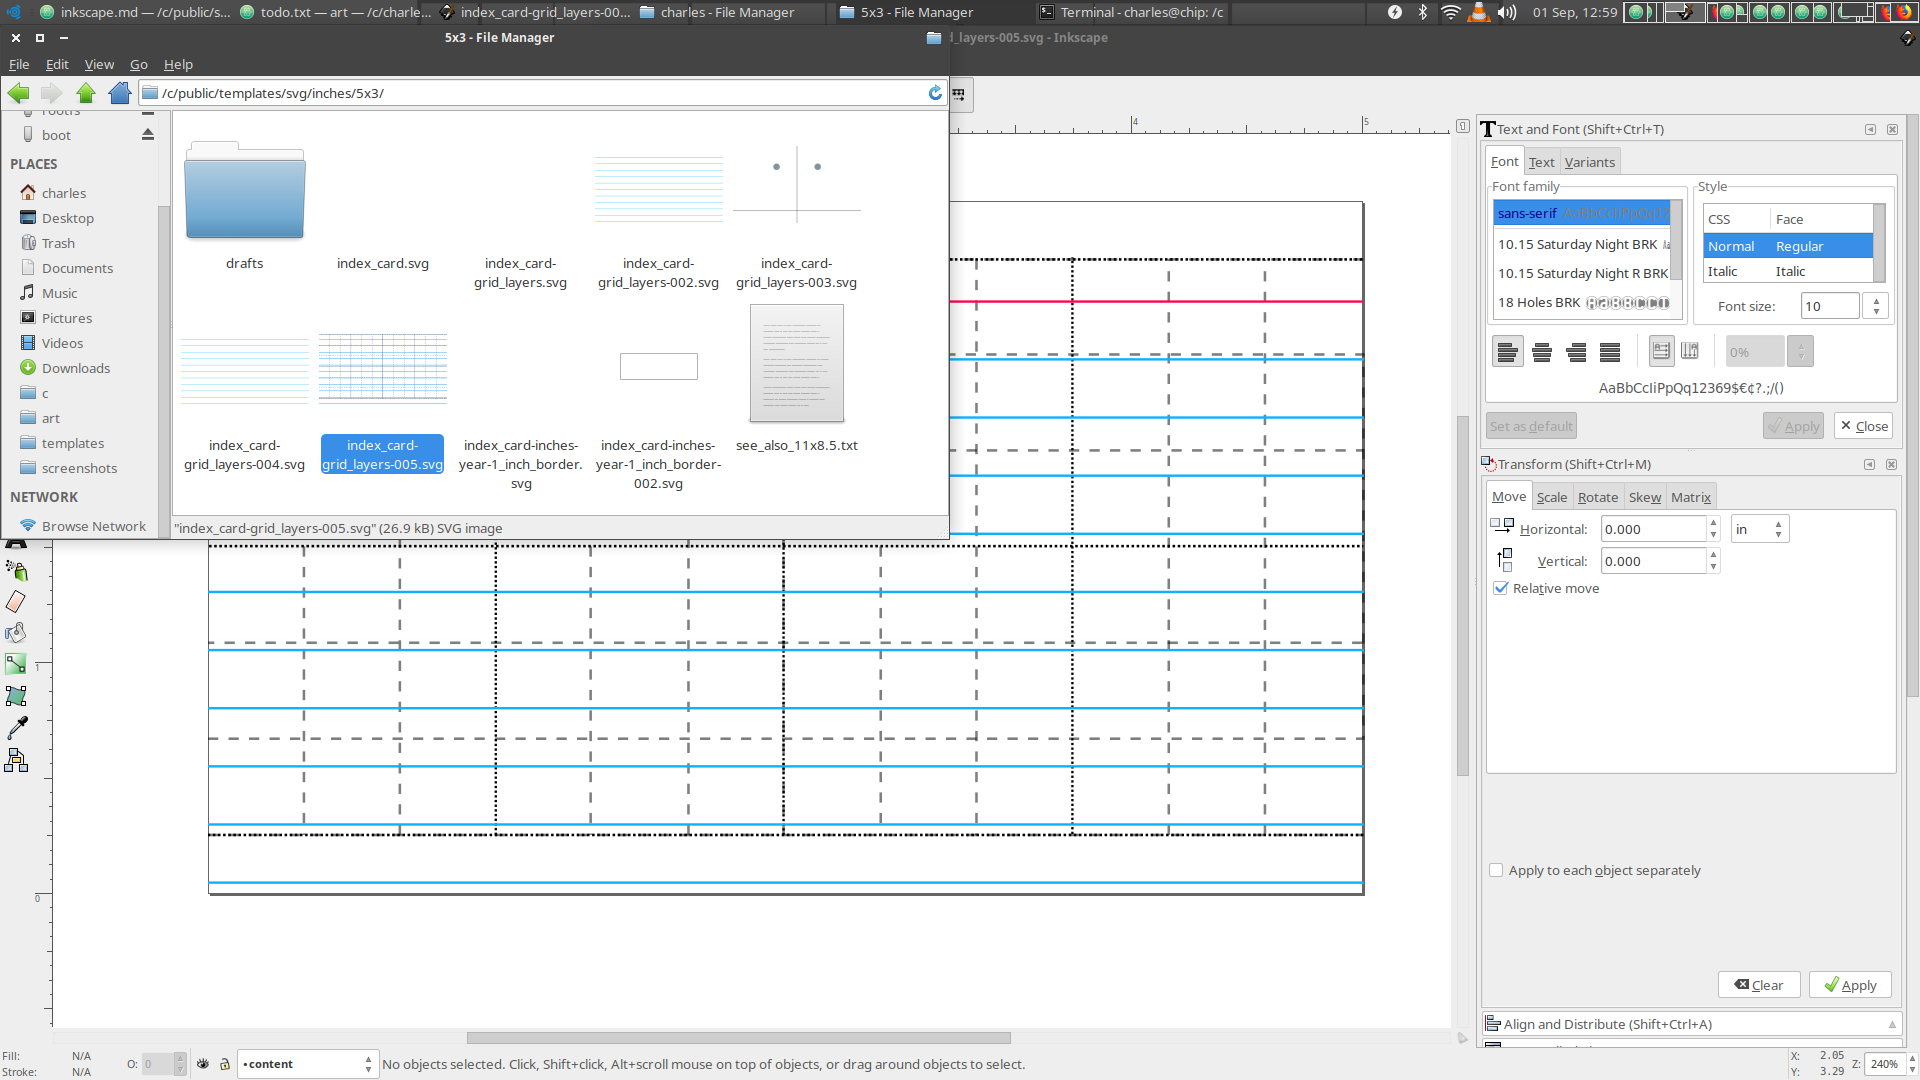 inkscape.md — /c/public/s...
todo.txt — art — /c/charle...
index_card-grid_layers-00...
charles - File Manager
5x3 - File Manager
Terminal - charles@chip: /c
01 Sep, 12:59
5x3 - File Manager
d_layers-005.svg - Inkscape
File Edit View Go Help
/c/public/templates/svg/inches/5x3/
boot
PLACES
charles
Desktop
Trash
Documents
Music
Pictures
Videos
Downloads
c
art
templates
screenshots
NETWORK
Browse Network
drafts
index_card.svg
index_card-
grid_layers.svg
index_card-
grid_layers-002.svg
index_card-
grid_layers-003.svg
index_card-
grid_layers-004.svg
index_card-
grid_layers-005.svg
index_card-inches-
year-1_inch_border.
svg
index_card-inches-
year-1_inch_border-
002.svg
see_also_11x8.5.txt
"index_card-grid_layers-005.svg" (26.9 kB) SVG image
4
5
1
0
Text and Font (Shift+Ctrl+T)
Font Text Variants
Font family
sans-serif
10.15 Saturday Night BRK
10.15 Saturday Night R BRK
18 Holes BRK
Style
CSS Face
Normal Regular
Italic Italic
Font size: 10
0%
AaBbCcIiPpQq12369$€¢?.;/()
Set as default
Apply
Close
Transform (Shift+Ctrl+M)
Move Scale Rotate Skew Matrix
Horizontal: 0.000 in
Vertical: 0.000
Relative move
Apply to each object separately
Clear
Apply
Align and Distribute (Shift+Ctrl+A)
Fill: N/A
Stroke: N/A
O: 0
•content
No objects selected. Click, Shift+click, Alt+scroll mouse on top of objects, or drag around objects to select.
X: 2.05
Y: 3.29
Z: 240%